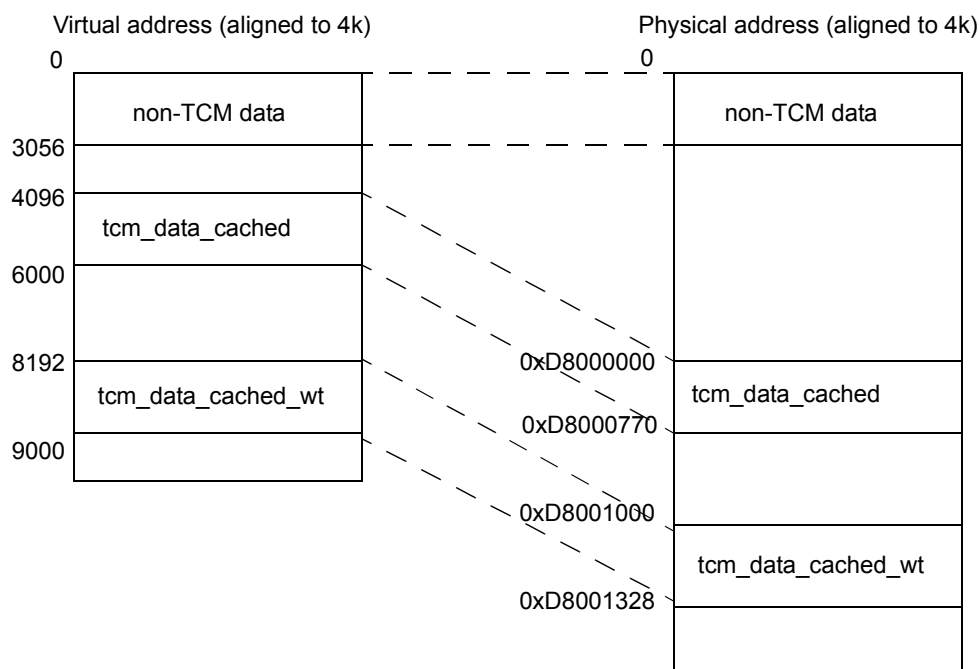 Virtual address (aligned to 4k)
0
non-TCM data
3056
4096
tcm_data_cached
6000
8192
tcm_data_cached_wt
9000
Physical address (aligned to 4k)
0
non-TCM data
0xD8000000
tcm_data_cached
0xD8000770
0xD8001000
tcm_data_cached_wt
0xD8001328